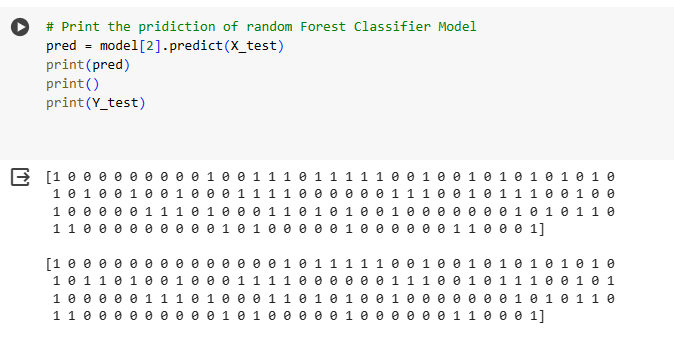 # Print the pridiction of random Forest Classifier Model
pred = model[2].predict(X_test)
print(pred)
print()
print(Y_test)
[1 0 0 0 0 0 0 0 0 0 1 0 0 1 1 1 0 1 1 1 1 1 0 0 1 0 0 1 0 1 0 1 0 1 0 1 0
1 0 1 0 0 1 0 0 1 0 0 0 1 1 1 1 0 0 0 0 0 0 1 1 1 0 0 1 0 1 1 1 0 0 1 0 0
1 0 0 0 0 0 1 1 1 0 1 0 0 0 1 1 0 1 0 1 0 0 1 0 0 0 0 0 0 0 1 0 1 0 1 1 0
1 1 0 0 0 0 0 0 0 0 0 1 0 1 0 0 0 0 0 1 0 0 0 0 0 0 1 1 0 0 0 1]
[1 0 0 0 0 0 0 0 0 0 0 0 0 0 0 1 0 1 1 1 1 1 0 0 1 0 0 1 0 1 0 1 0 1 0 1 0
1 0 1 1 0 1 0 0 1 0 0 0 1 1 1 1 0 0 0 0 0 0 1 1 1 0 0 1 0 1 1 1 0 0 1 0 1
1 0 0 0 0 0 1 1 1 0 1 0 0 0 1 1 0 1 0 1 0 0 1 0 0 0 0 0 0 0 1 0 1 0 1 1 0
1 1 0 0 0 0 0 0 0 0 0 1 0 1 0 0 0 0 0 1 0 0 0 0 0 0 1 1 0 0 0 1]